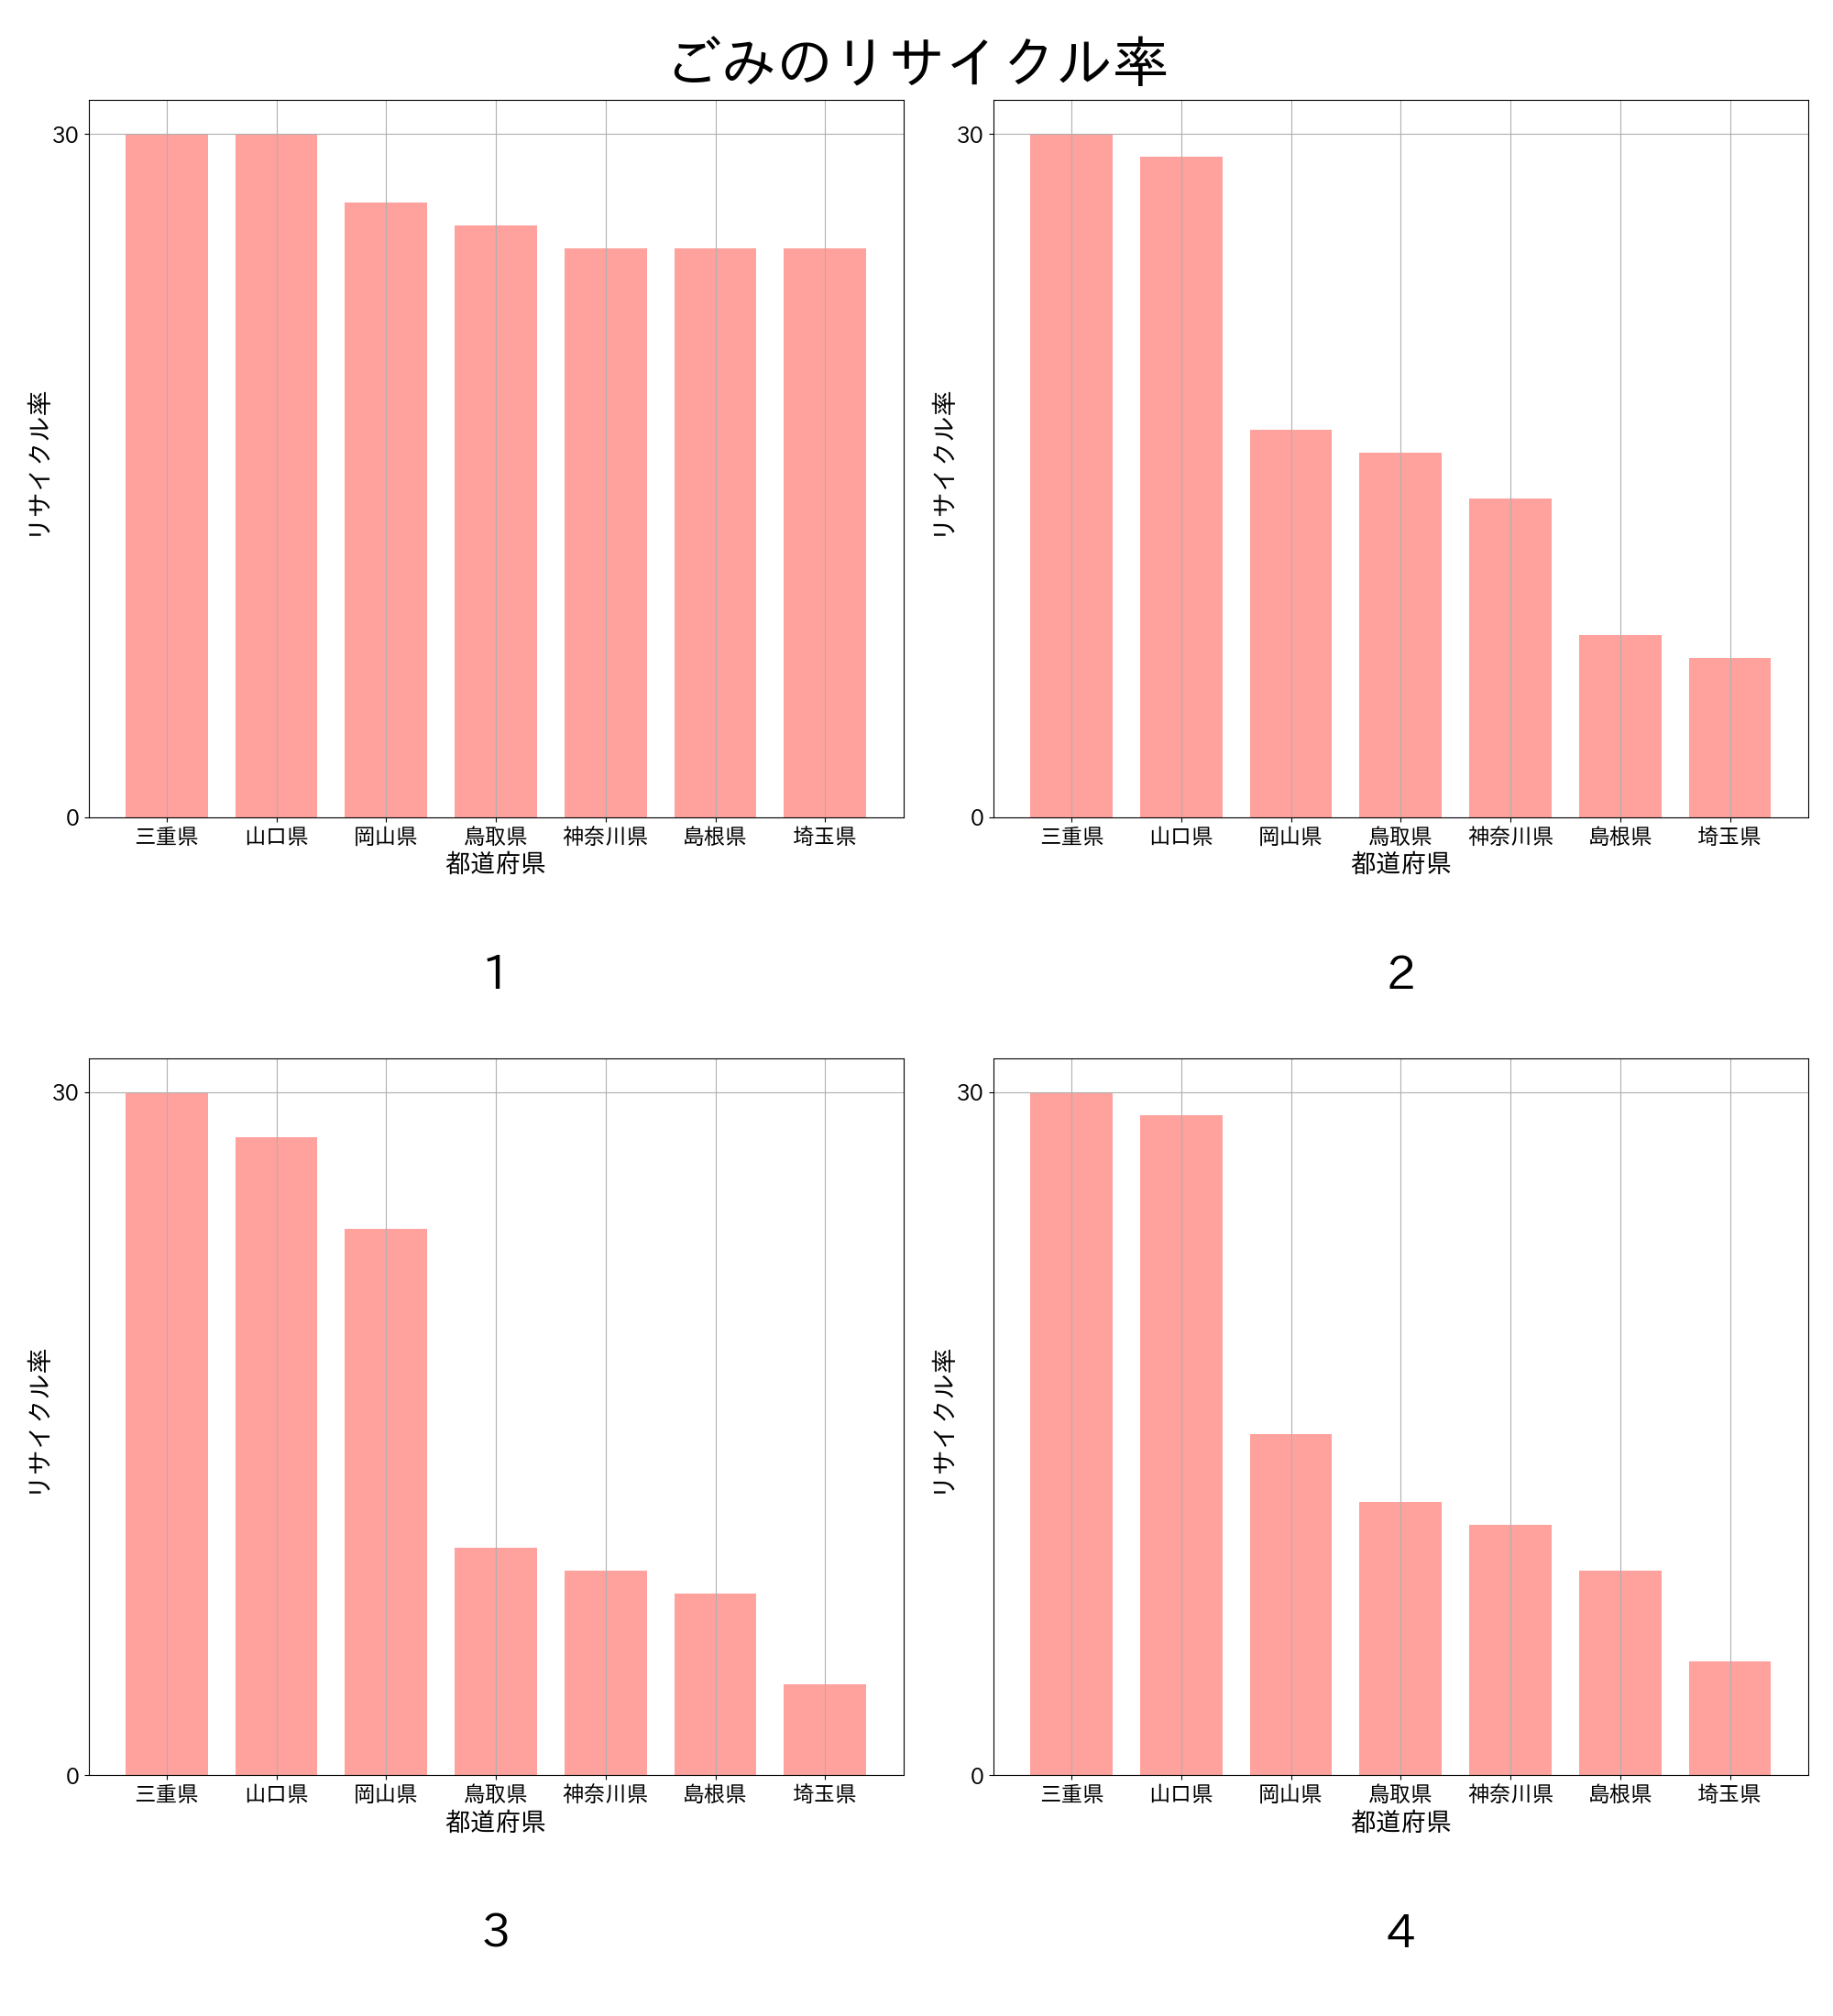 ごみのリサイクル率
30
0
リサイクル率
三重県 山口県 岡山県 鳥取県 神奈川県 島根県 埼玉県
都道府県
1
30
0
リサイクル率
三重県 山口県 岡山県 鳥取県 神奈川県 島根県 埼玉県
都道府県
2
30
0
リサイクル率
三重県 山口県 岡山県 鳥取県 神奈川県 島根県 埼玉県
都道府県
3
30
0
リサイクル率
三重県 山口県 岡山県 鳥取県 神奈川県 島根県 埼玉県
都道府県
4